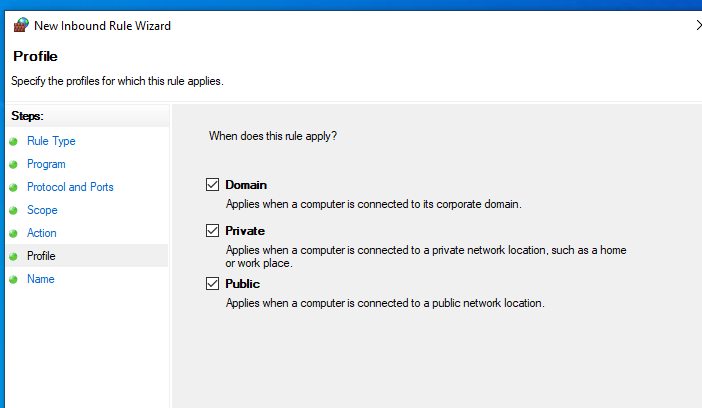 New Inbound Rule Wizard
Profile
Specify the profiles for which this rule applies.
Steps:
Rule Type
Program
Protocol and Ports
Scope
Action
Profile
Name
When does this rule apply?
Domain
Applies when a computer is connected to its corporate domain.
Private
Applies when a computer is connected to a private network location, such as a home
or work place.
Public
Applies when a computer is connected to a public network location.